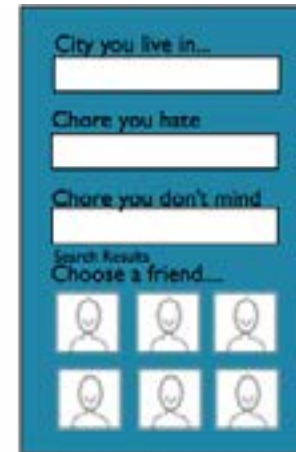 City you live in...
Chore you hate
Chore you don't mind
Search Results
Choose a friend....